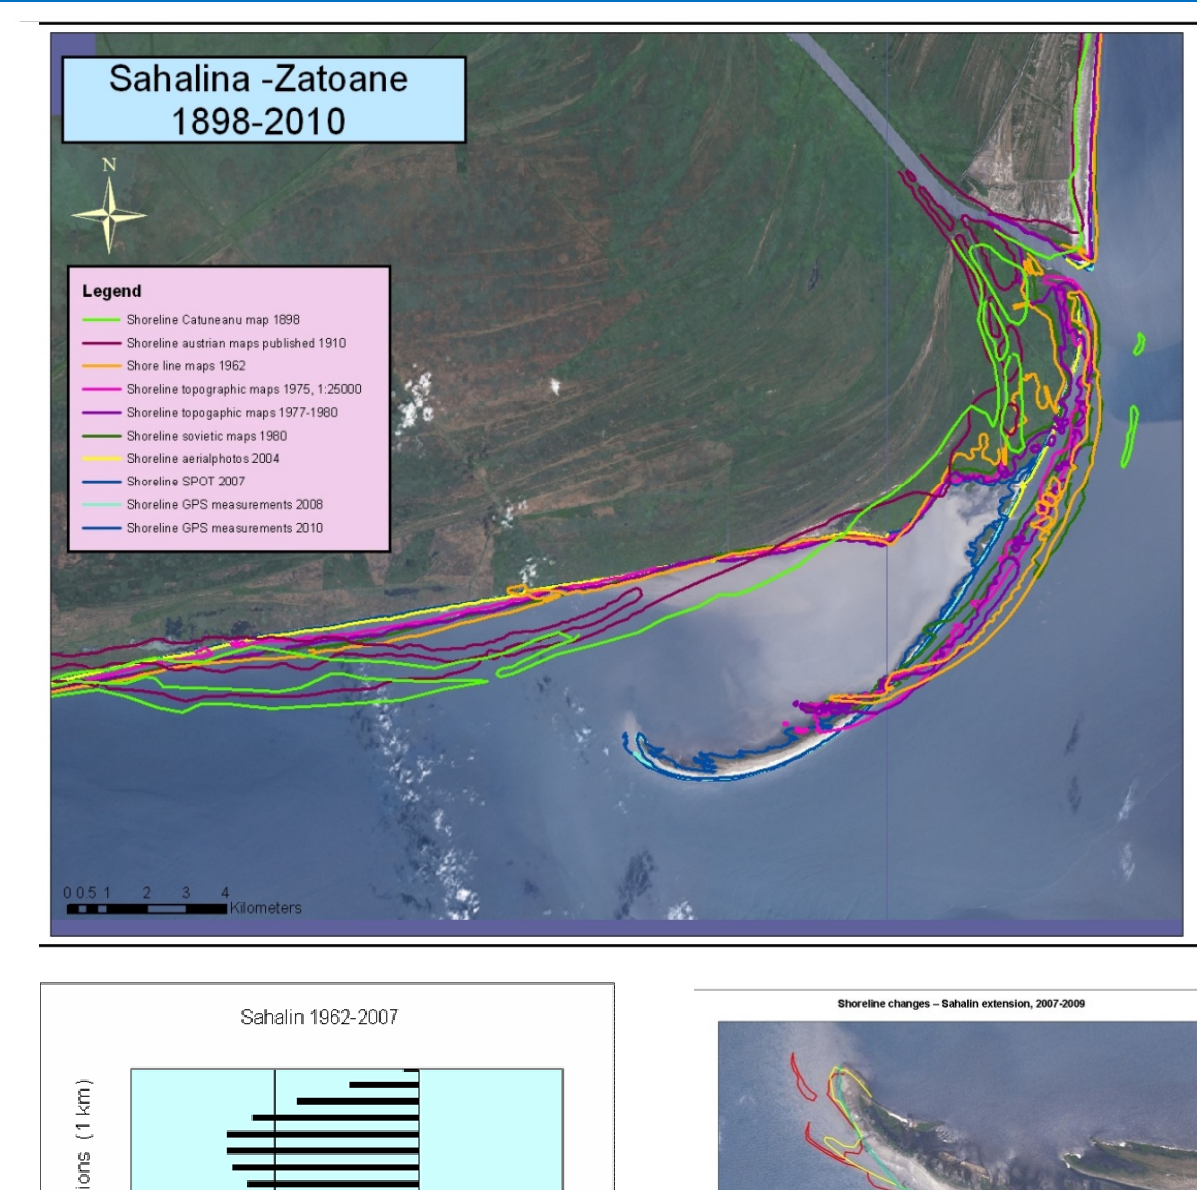 Sahalina -Zatoane
1898-2010
N
Legend
Shoreline Catuneanu map 1898
Shoreline austrian maps published 1910
Shore line maps 1962
Shoreline topographic maps 1975, 1:25000
Shoreline topogaphic maps 1977-1980
Shoreline sovietic maps 1980
Shoreline aerialphotos 2004
Shoreline SPOT 2007
Shoreline GPS measurements 2008
Shoreline GPS measurements 2010
0 0.5 1 2 3 4
Kilometers
Sahalin 1962-2007
ions (1 km)
Shoreline changes – Sahalin extension, 2007-2009